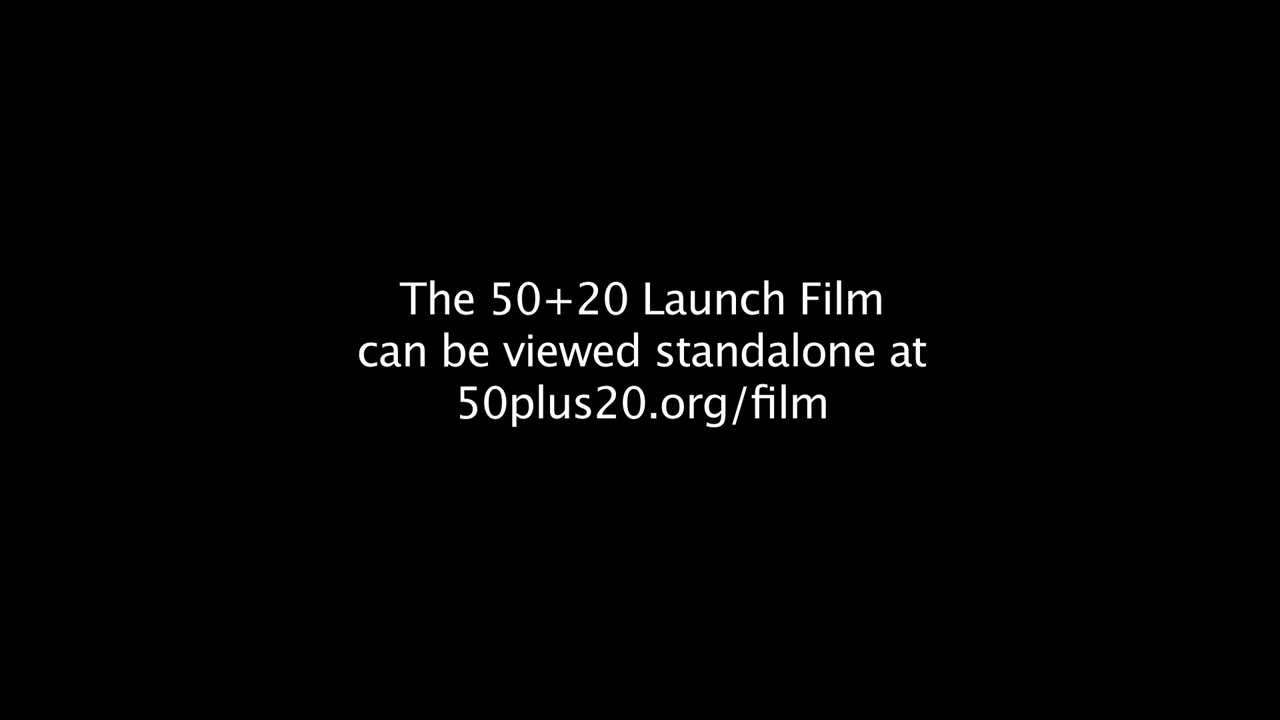 The 50+20 Launch Film
can be viewed standalone at
50plus20.org/film